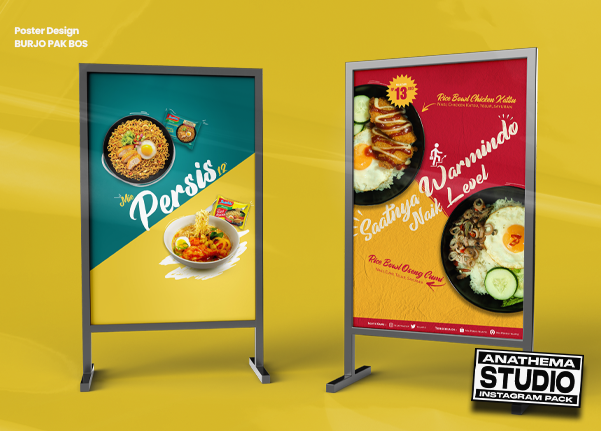 Poster Design
BURJO PAK BOS
Mie
Persis
12
13
Rice Bowl Chicken Kattu
Saatnya Warmindo
Naik Level
Rice Bowl Oseng Cumi
ANATHEMA
STUDIO
INSTAGRAM PACK